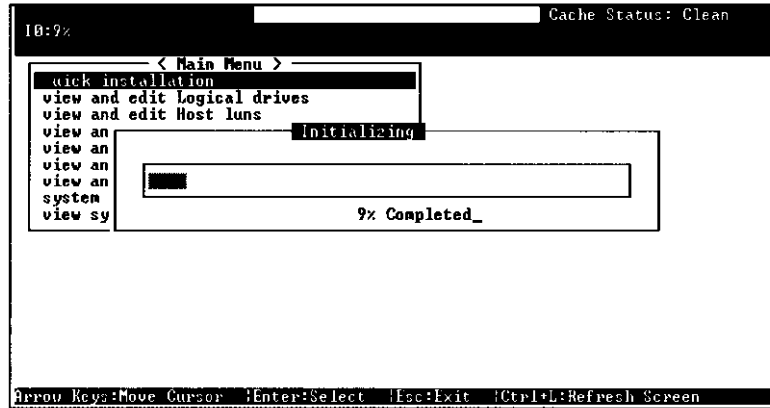 Cache Status: Clean
I0:9%
< Main Menu >
uick installation
view and edit Logical drives
view and edit Host luns
view an
view an
view an
view an
system
view sy
Initializing
9% Completed_
Arrow Keys:Move Cursor |Enter:Select |Esc:Exit |Ctrl+L:Refresh Screen